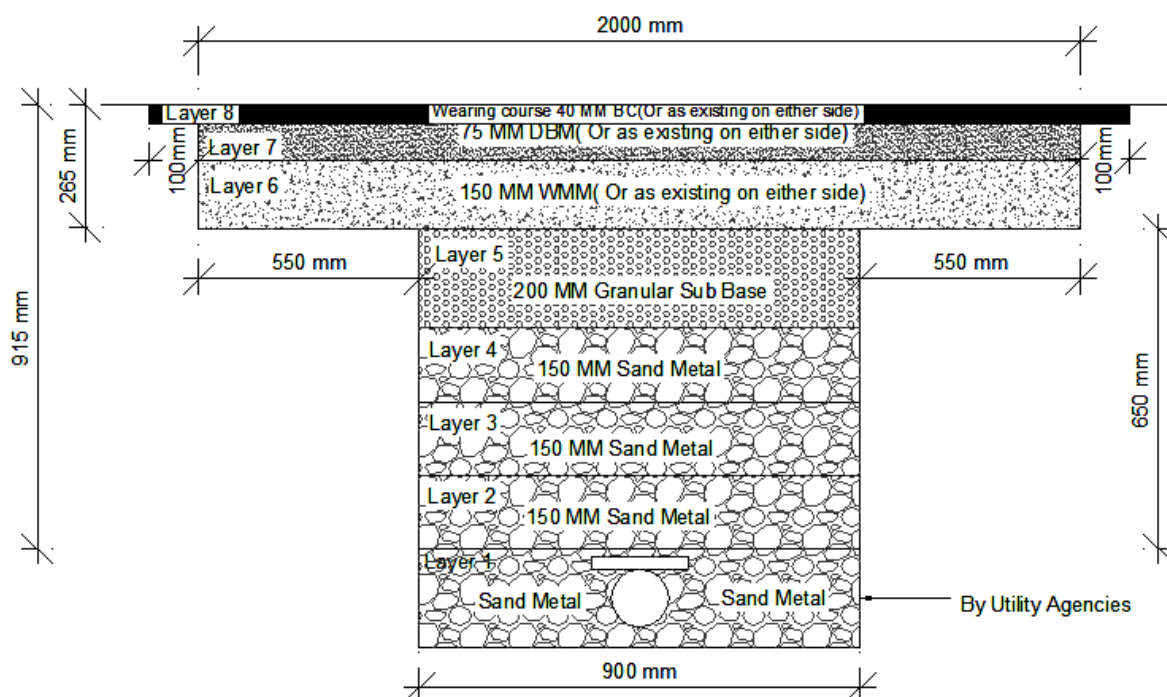 2000 mm
Layer 8
Wearing course 40 MM BC(Or as existing on either side)
75 MM DBM( Or as existing on either side)
Layer 7
100mm
100mm
265 mm
Layer 6
150 MM WMM( Or as existing on either side)
Layer 5
550 mm
550 mm
200 MM Granular Sub Base
915 mm
Layer 4
150 MM Sand Metal
650 mm
Layer 3
150 MM Sand Metal
Layer 2
150 MM Sand Metal
Layer 1
Sand Metal
Sand Metal
By Utility Agencies
900 mm